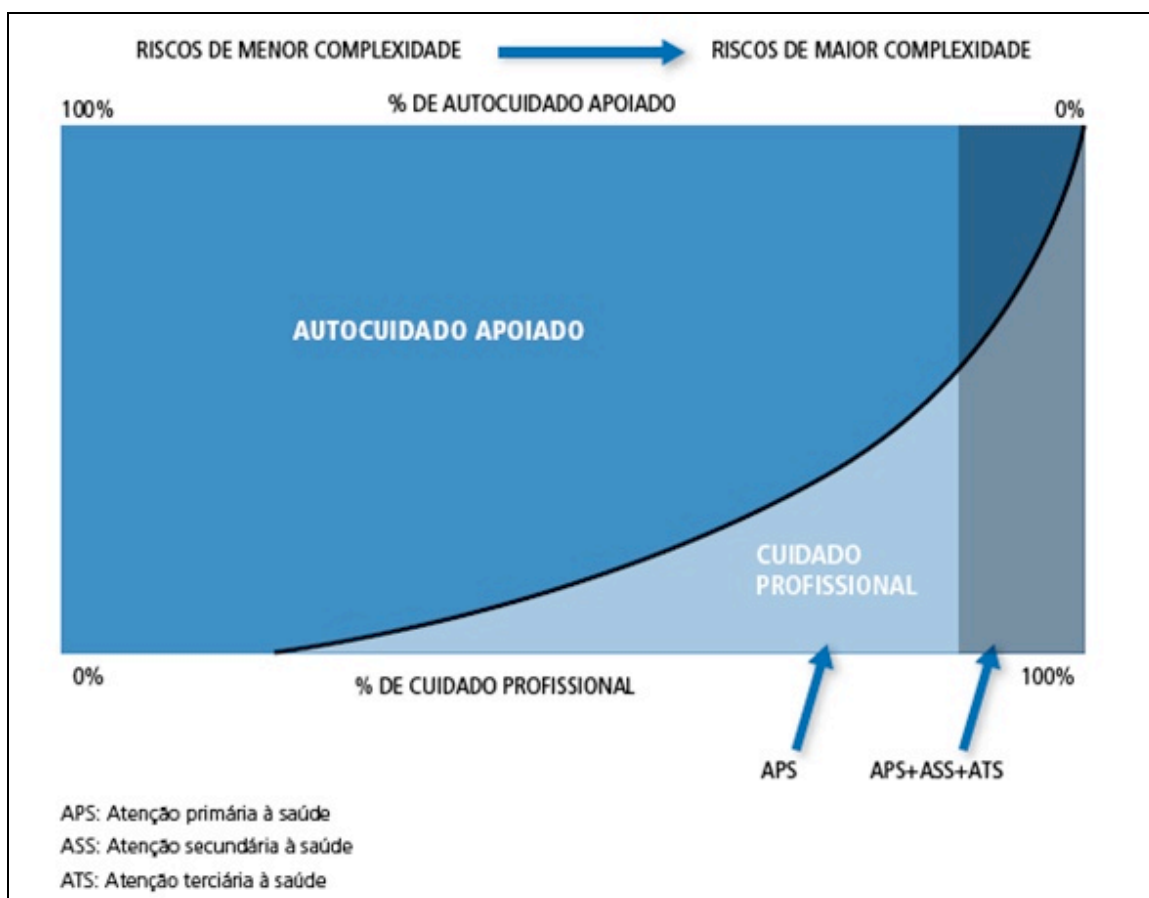 RISCOS DE MENOR COMPLEXIDADE
RISCOS DE MAIOR COMPLEXIDADE
100%
% DE AUTOCUIDADO APOIADO
0%
AUTOCUIDADO APOIADO
CUIDADO
PROFISSIONAL
0%
% DE CUIDADO PROFISSIONAL
100%
APS
APS+ASS+ATS
APS: Atenção primária à saúde
ASS: Atenção secundária à saúde
ATS: Atenção terciária à saúde